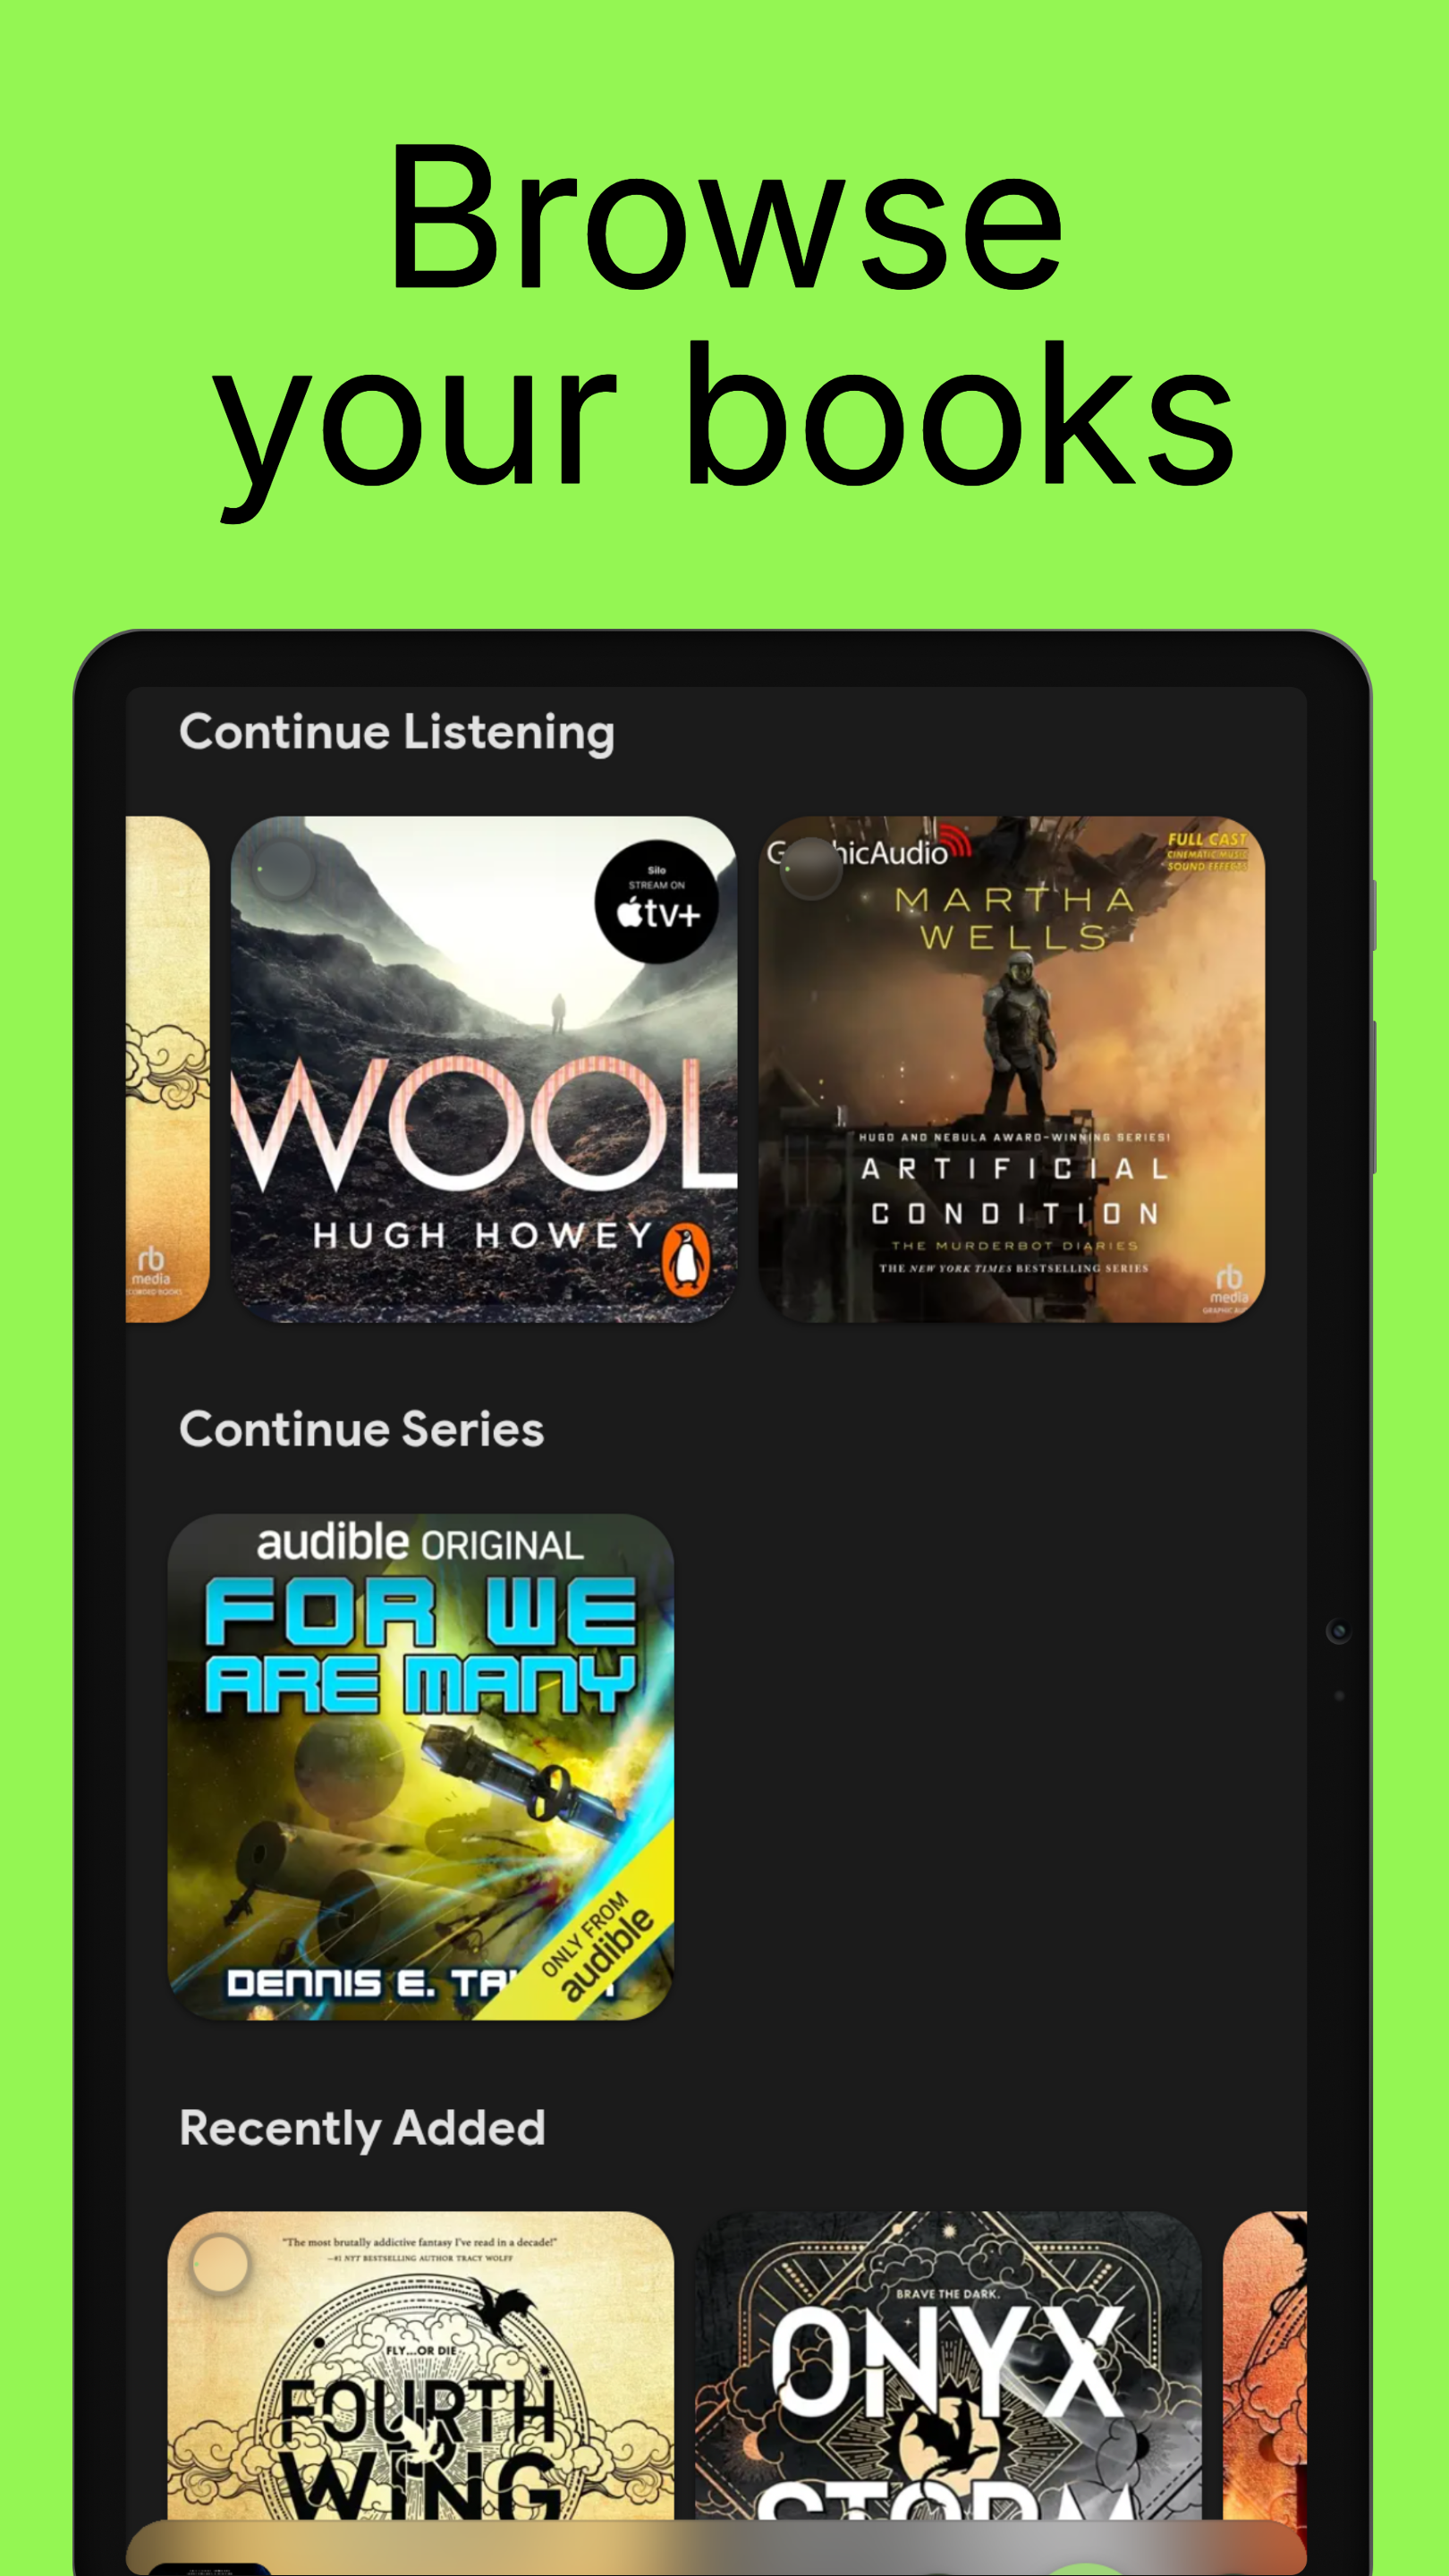 Browse
your books
Continue Listening
rb
media
Silo
STREAM ON
tv+
WOOL
HUGH HOWEY
G hicAudio
FULL CAST
CINEMATIC MUSIC
SOUND EFFECTS
MARTHA
WELLS
HUGO AND NEBULA AWARD-WINNING SERIES!
ARTIFICIAL
CONDITION
THE MURDERBOT DIARIES
THE NEW YORK TIMES BESTSELLING SERIES
rb
media
Continue Series
audible ORIGINAL
FOR WE
ARE MANY
DENNIS E.
ONLY FROM
audible
Recently Added
"The most brutally addictive fantasy I've read in a decade!"
—#1 NYT BESTSELLING AUTHOR TRACY WOLFF
FLY...OR DIE
FOURTH
WING
BRAVE THE DARK.
ONYX
STORM